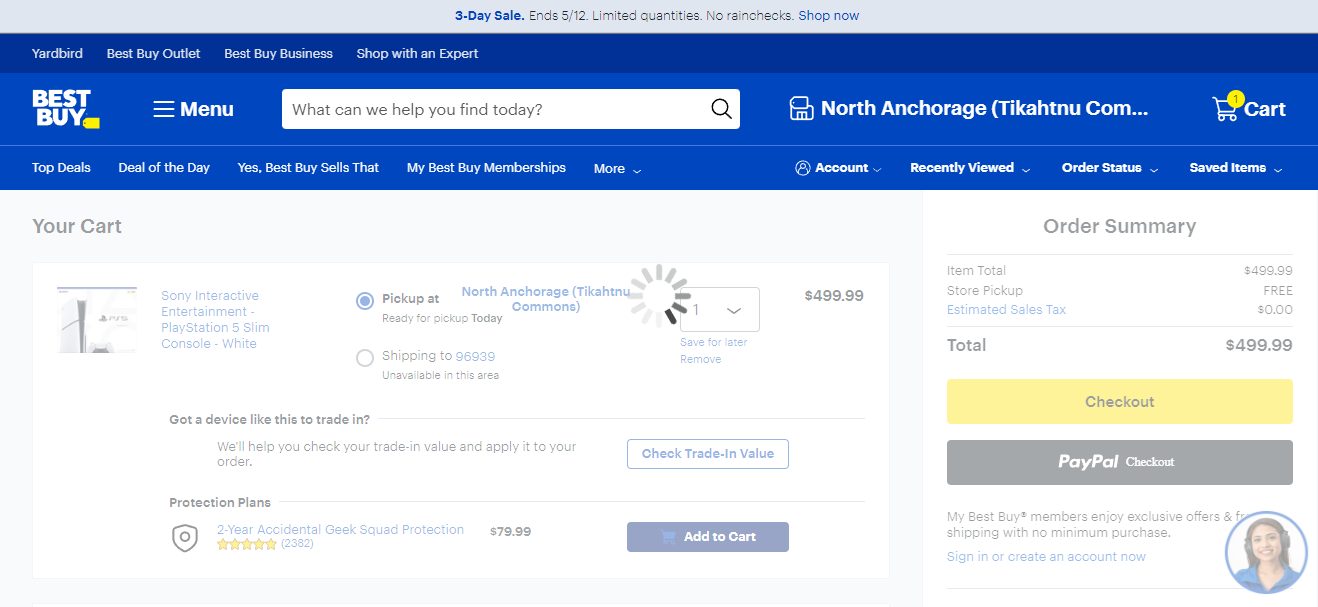 3-Day Sale. Ends 5/12. Limited quantities. No rainchecks. Shop now
Yardbird Best Buy Outlet Best Buy Business Shop with an Expert
BEST
BUY
Menu
What can we help you find today?
North Anchorage (Tikahtnu Com...
1
Cart
Top Deals Deal of the Day Yes, Best Buy Sells That My Best Buy Memberships More
Account Recently Viewed Order Status Saved Items
Your Cart
Sony Interactive
Entertainment -
PlayStation 5 Slim
Console - White
Pickup at North Anchorage (Tikahtnu
Commons)
Ready for pickup Today
Shipping to 96939
Unavailable in this area
1
Save for later
Remove
$499.99
Got a device like this to trade in?
We'll help you check your trade-in value and apply it to your
order.
Check Trade-In Value
Protection Plans
2-Year Accidental Geek Squad Protection
(2382)
$79.99
Add to Cart
Order Summary
Item Total $499.99
Store Pickup FREE
Estimated Sales Tax $0.00
Total $499.99
Checkout
PayPal Checkout
My Best Buy® members enjoy exclusive offers &
shipping with no minimum purchase.
Sign in or create an account now